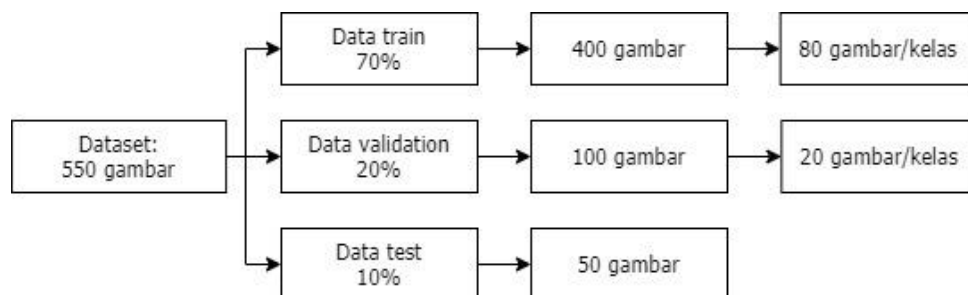 Data train
70%
400 gambar
80 gambar/kelas
Dataset:
550 gambar
Data validation
20%
100 gambar
20 gambar/kelas
Data test
10%
50 gambar